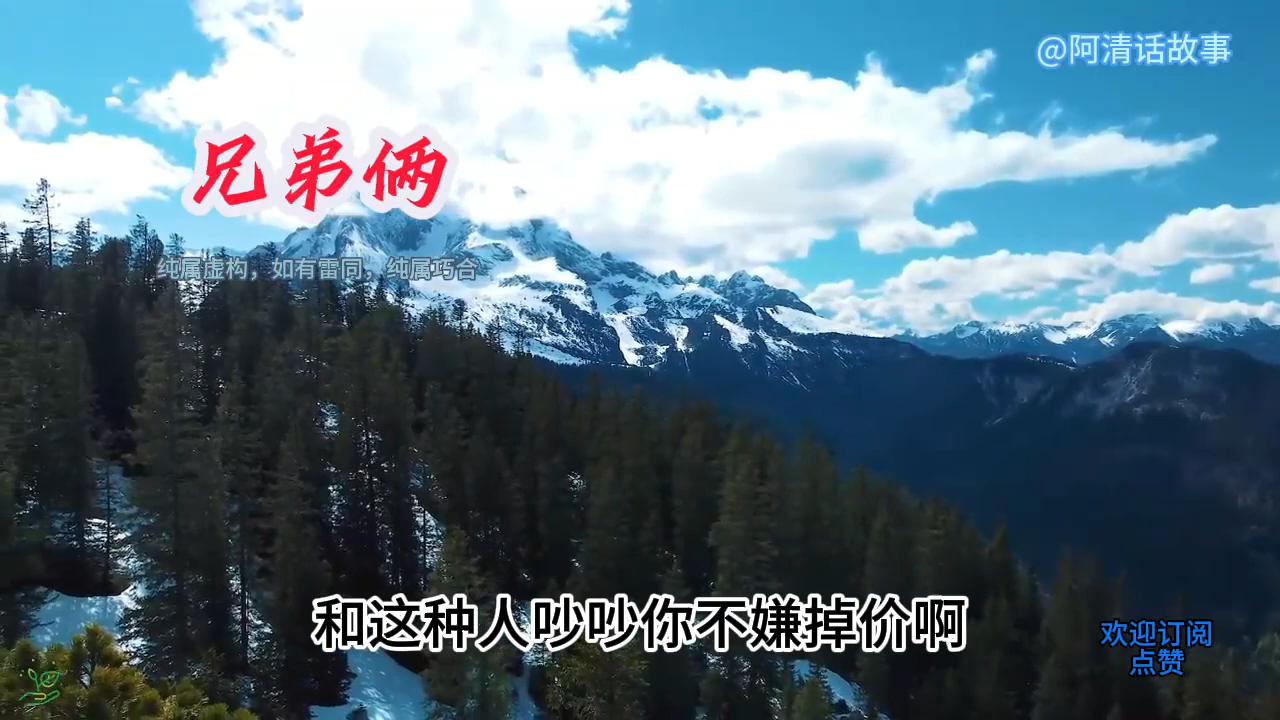 @阿清话故事
兄弟俩
纯属虚构，如有雷同，纯属巧合
和这种人吵吵你不嫌掉价啊
欢迎订阅
点赞